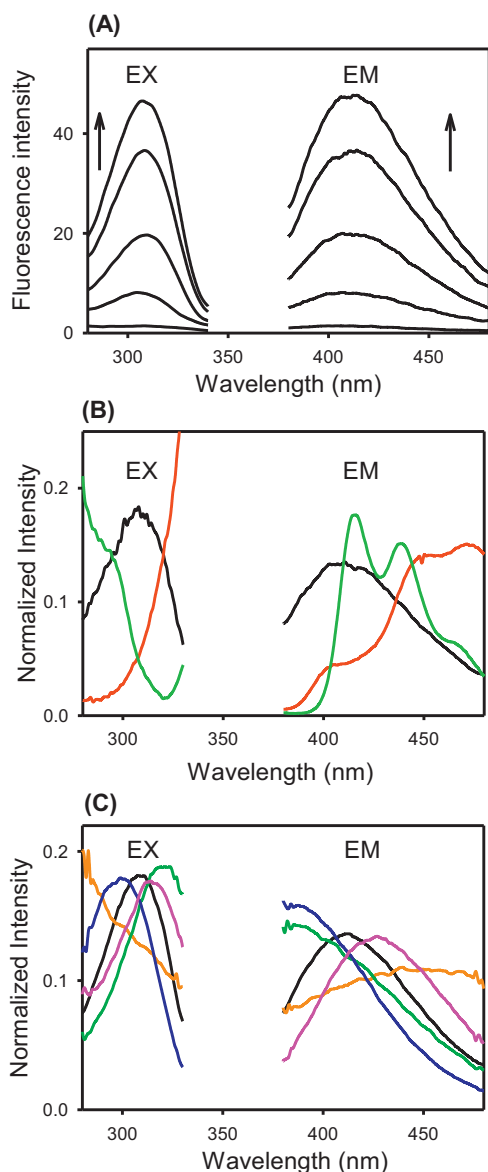 (A)
EX
EM
Fluorescence intensity
40
20
0
300
350
400
450
Wavelength (nm)
(B)
EX
EM
Normalized Intensity
0.2
0.1
0.0
300
350
400
450
Wavelength (nm)
(C)
EX
EM
Normalized Intensity
0.2
0.1
0.0
300
350
400
450
Wavelength (nm)